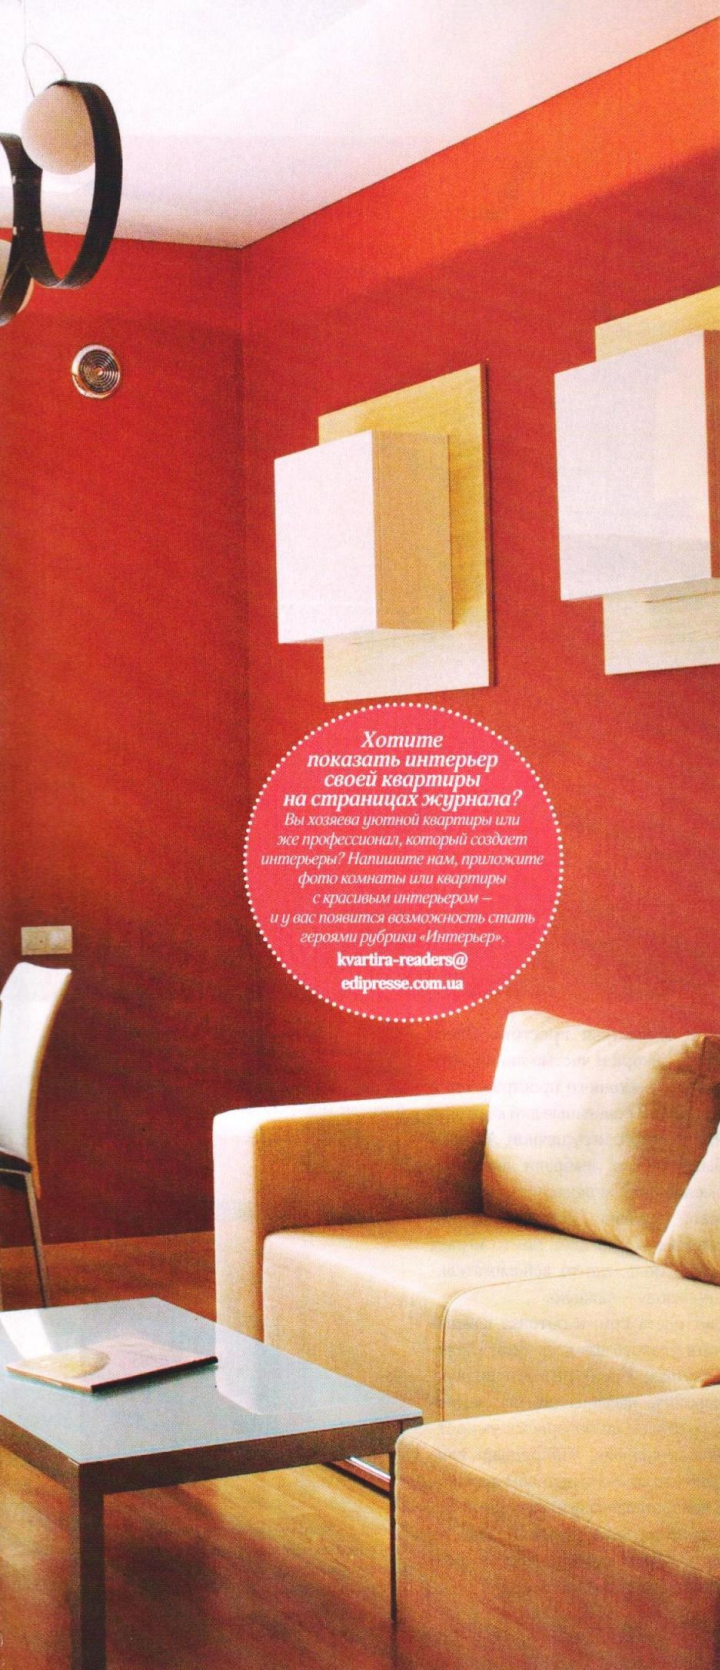 Хотите
показать интерьер
своей квартиры
на страницах журнала?
Вы хозяева уютной квартиры или
же профессионал, который создает
интерьеры? Напишите нам, приложите
фото комнаты или квартиры
с красивым интерьером –
и у вас появится возможность стать
героями рубрики «Интерьер».
kvartira-readers@
edipresse.com.ua